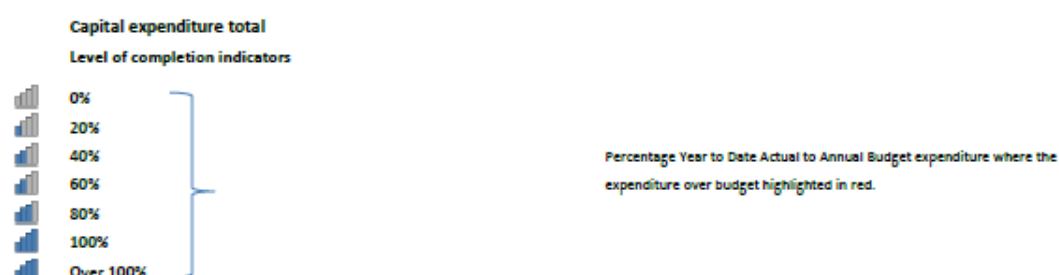 Capital expenditure total
Level of completion indicators
0%
20%
40%
60%
80%
100%
Over 100%
Percentage Year to Date Actual to Annual Budget expenditure where the
expenditure over budget highlighted in red.